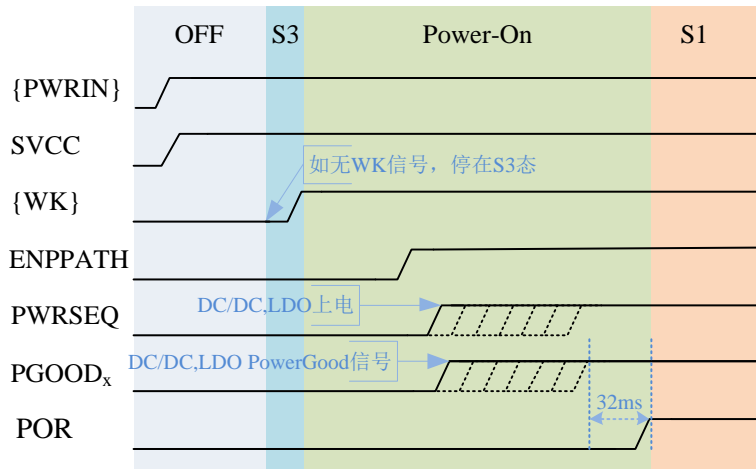 OFF S3 Power-On S1
{PWRIN}
SVCC
如无WK信号，停在S3态
{WK}
ENPPATH
DC/DC,LDO上电
PWRSEQ
DC/DC,LDO PowerGood信号
PGOODx
32ms
POR